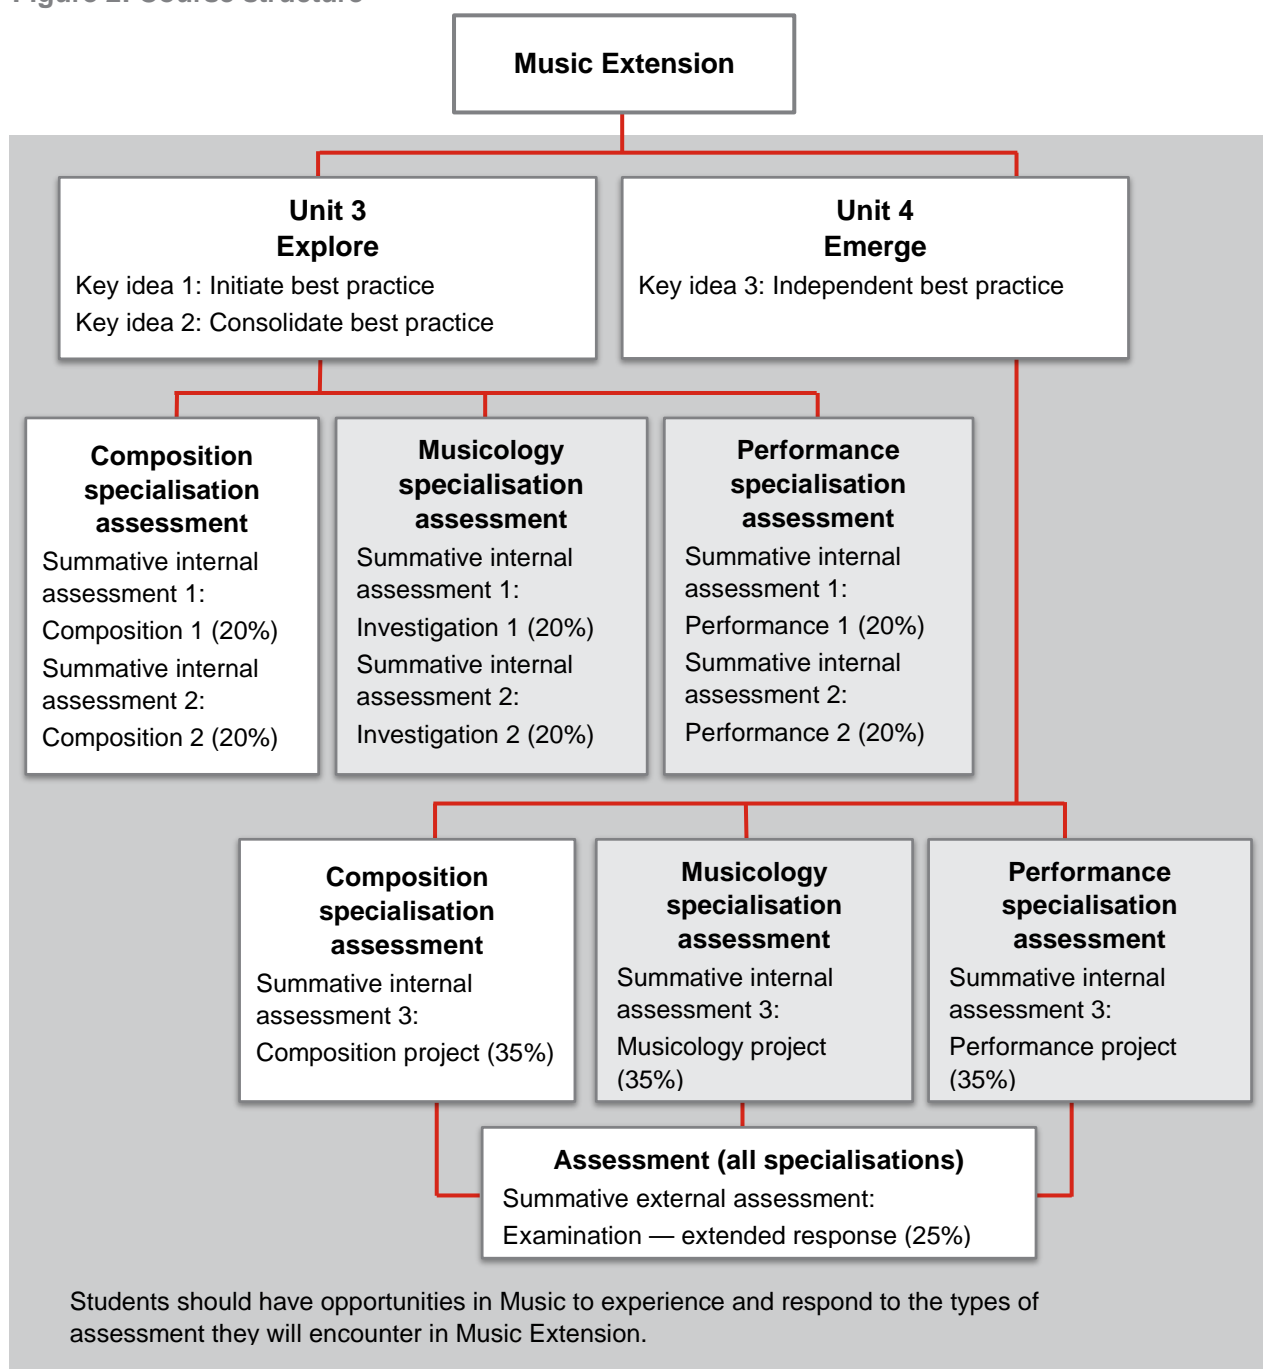 Figure 2: Course structure
Music Extension
Unit 3
Explore
Key idea 1: Initiate best practice
Key idea 2: Consolidate best practice
Unit 4
Emerge
Key idea 3: Independent best practice
Composition
specialisation
assessment
Summative internal
assessment 1:
Composition 1 (20%)
Summative internal
assessment 2:
Composition 2 (20%)
Musicology
specialisation
assessment
Summative internal
assessment 1:
Investigation 1 (20%)
Summative internal
assessment 2:
Investigation 2 (20%)
Performance
specialisation
assessment
Summative internal
assessment 1:
Performance 1 (20%)
Summative internal
assessment 2:
Performance 2 (20%)
Composition
specialisation
assessment
Summative internal
assessment 3:
Composition project (35%)
Musicology
specialisation
assessment
Summative internal
assessment 3:
Musicology project
(35%)
Performance
specialisation
assessment
Summative internal
assessment 3:
Performance project
(35%)
Assessment (all specialisations)
Summative external assessment:
Examination — extended response (25%)
Students should have opportunities in Music to experience and respond to the types of
assessment they will encounter in Music Extension.